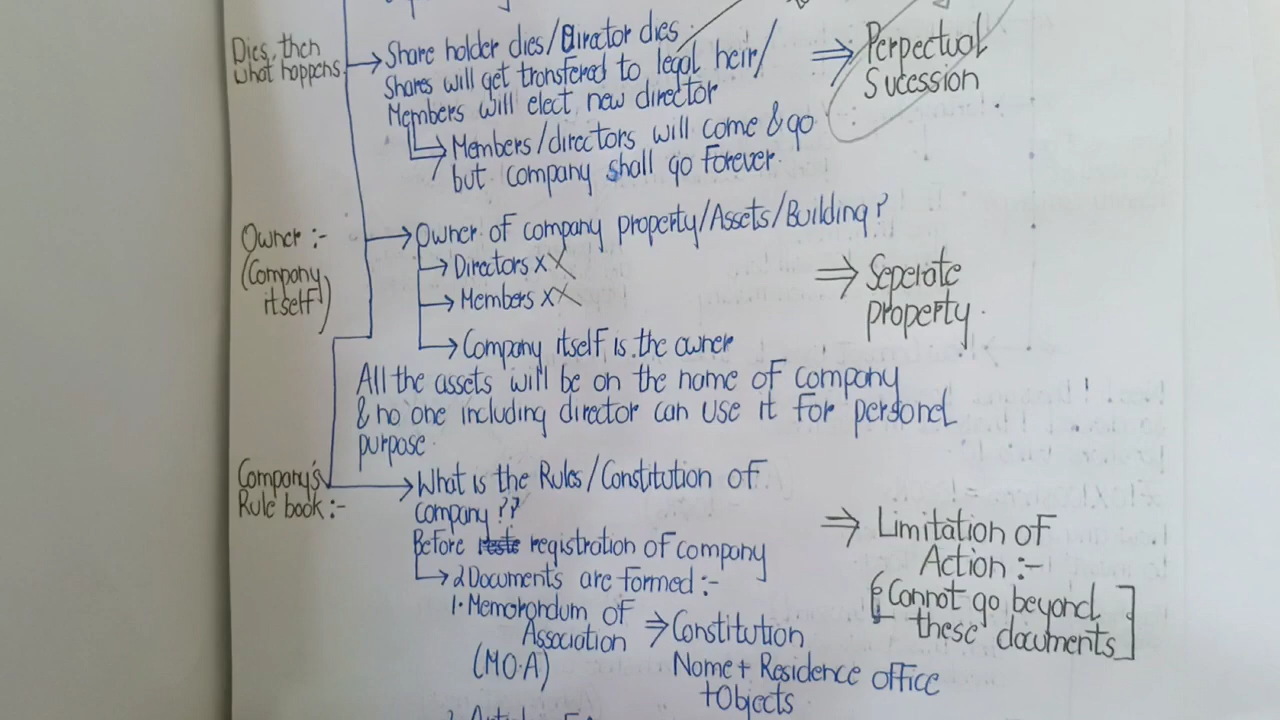 Dies, then
what happens
Share holder dies/Director dies
Shares will get transfered to legal heir/
Members will elect new director
Members/directors will come & go
but company shall go forever.
⇒ Perpectual
Sucession
Owner :-
(Company
itself)
Owner of company property/Assets/Building?
Directors xX
Members xX
Company itself is the owner
⇒ Seperate
property.
All the assets will be on the name of company
& no one including director can use it for personel
purpose
Company's
Rule book :-
What is the Rules/Constitution of
company ??
Before registration of company
2 Documents are formed :-
1. Memorandum of
Association
(MO.A)
⇒ Constitution
Name + Residence office
+Objects
⇒ Limitation of
Action :-
[Cannot go beyond
these documents]